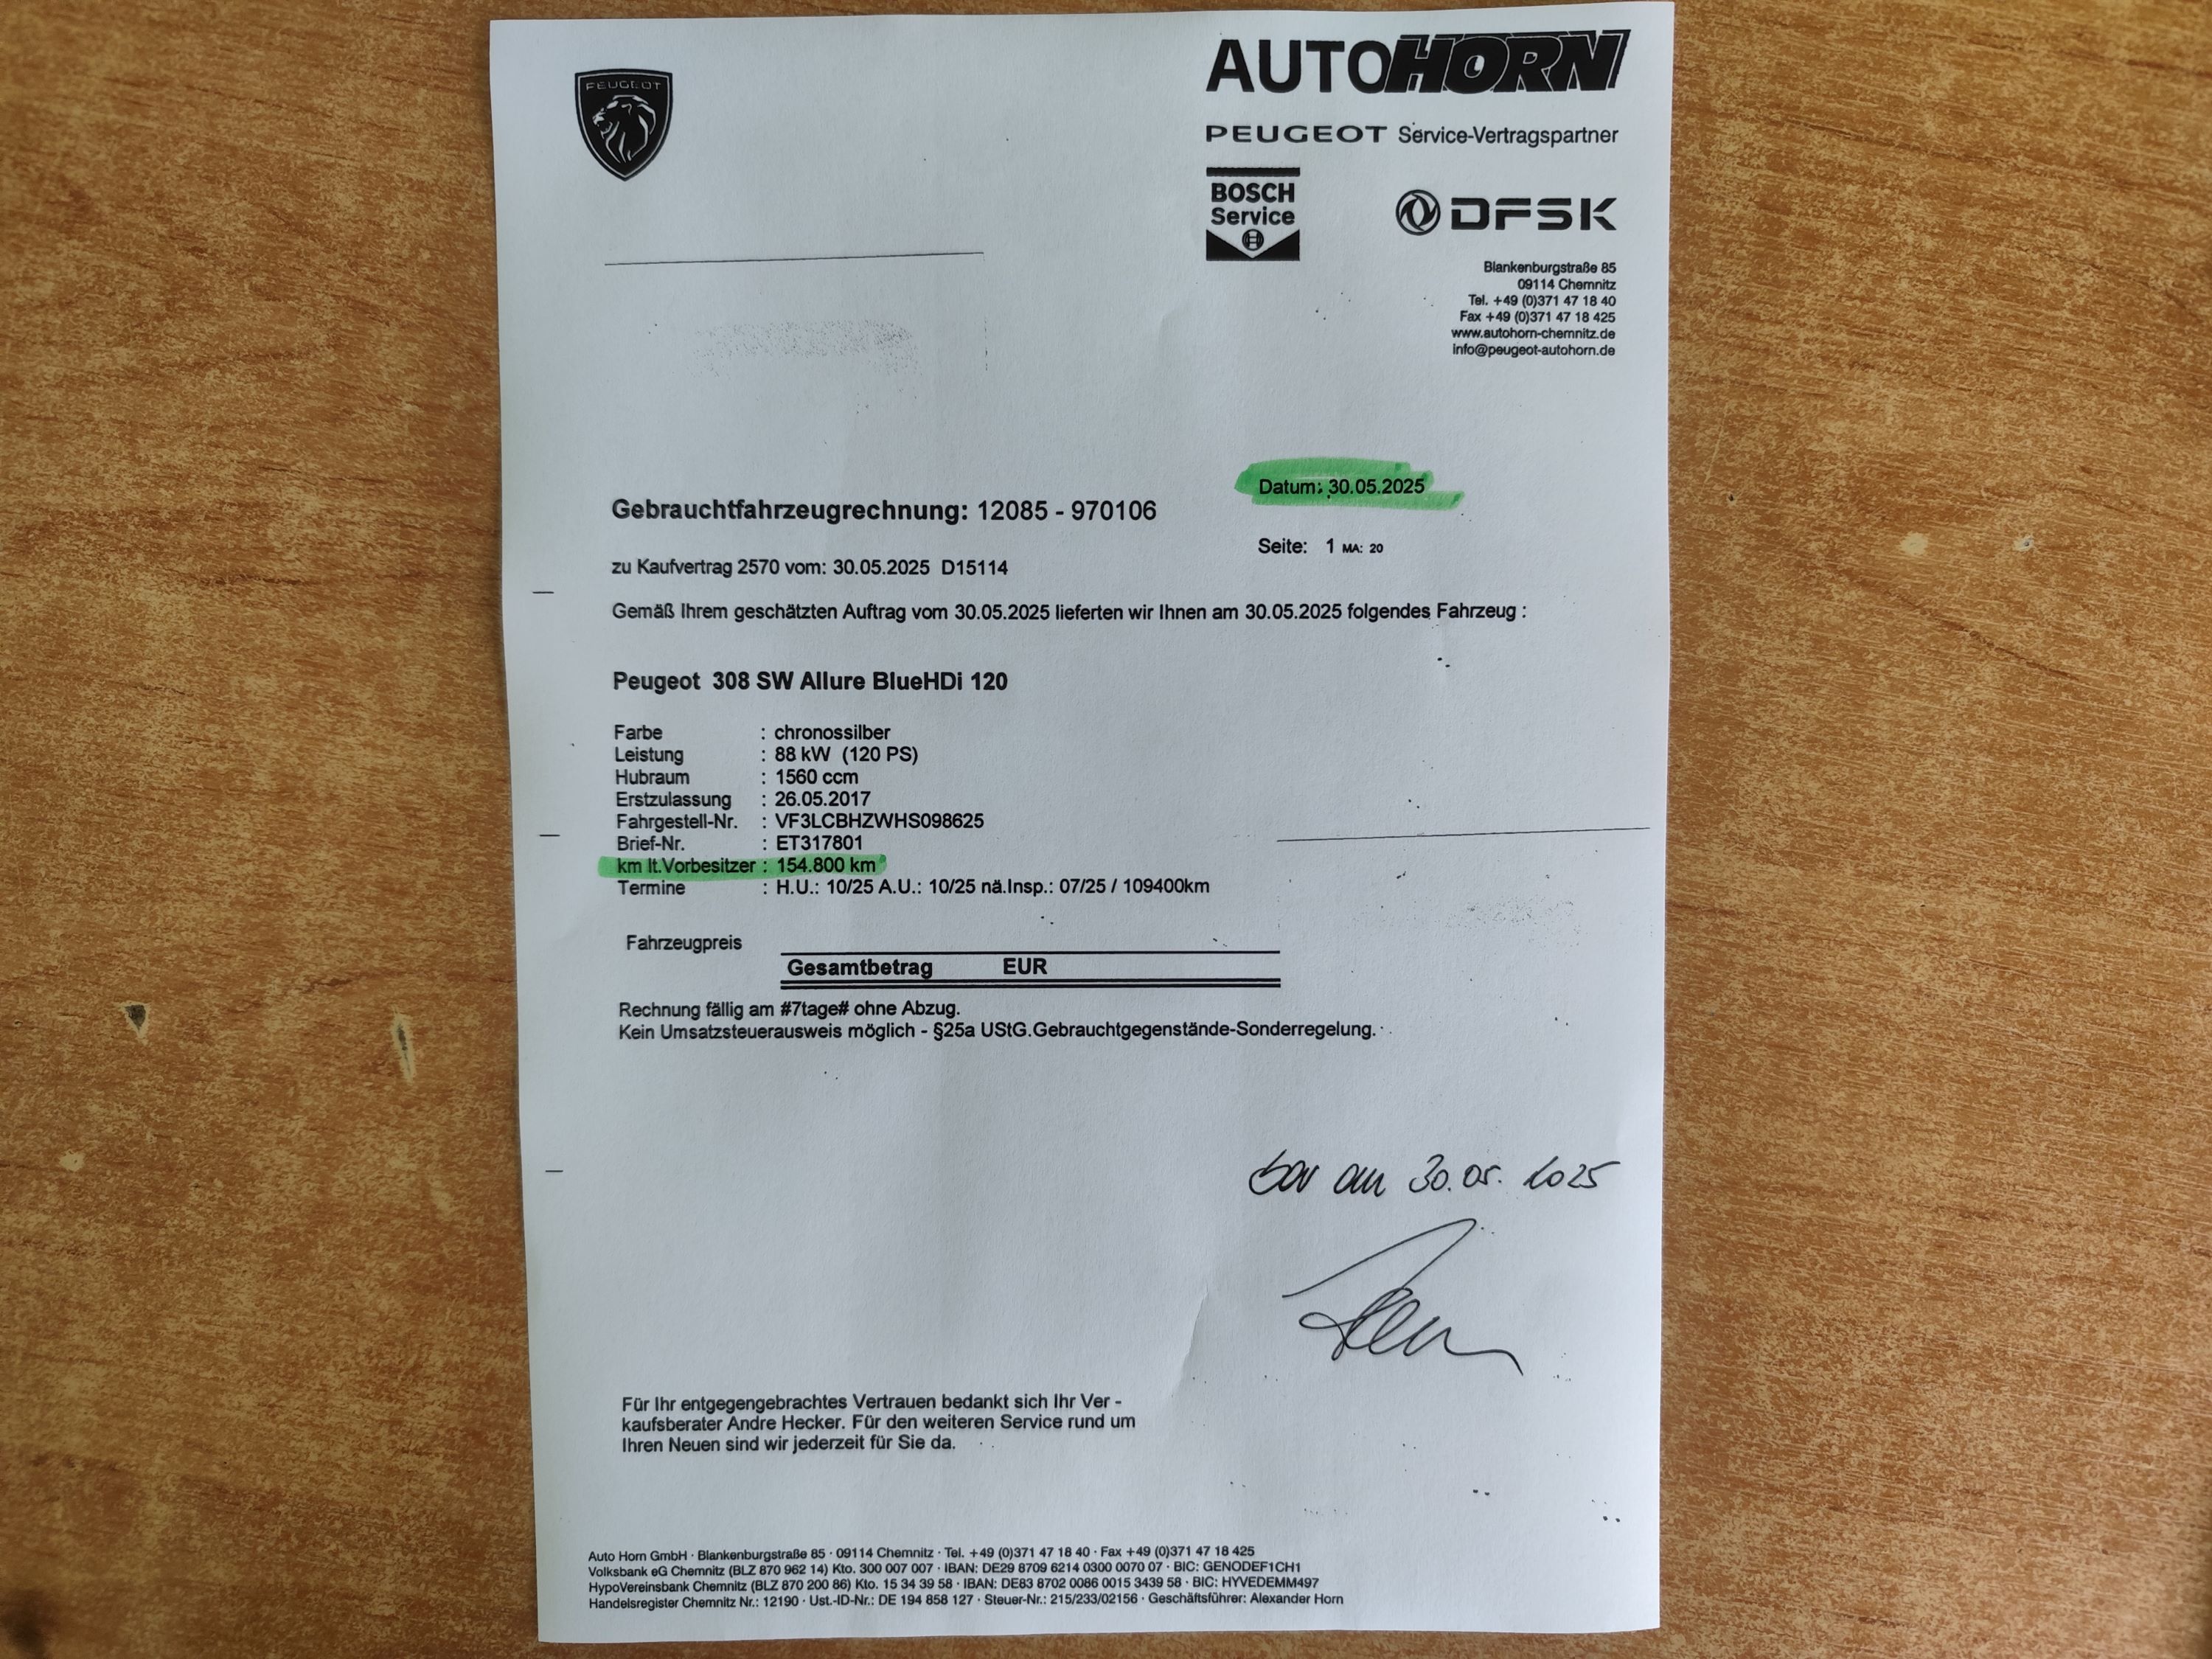 PEUGEOT
AUTOHORN
PEUGEOT Service-Vertragspartner
BOSCH
Service
DFSK
Blankenburgstraße 85
09114 Chemnitz
Tel. +49 (0)371 47 18 40
Fax +49 (0)371 47 18 425
www.autohorn-chemnitz.de
info@peugeot-autohorn.de
Datum: 30.05.2025
Gebrauchtfahrzeugrechnung: 12085 - 970106
Seite: 1 MA: 20
zu Kaufvertrag 2570 vom: 30.05.2025 D15114
Gemäß Ihrem geschätzten Auftrag vom 30.05.2025 lieferten wir Ihnen am 30.05.2025 folgendes Fahrzeug :
Peugeot 308 SW Allure BlueHDi 120
Farbe : chronossilber
Leistung : 88 kW (120 PS)
Hubraum : 1560 ccm
Erstzulassung : 26.05.2017
Fahrgestell-Nr. : VF3LCBHZWHS098625
Brief-Nr. : ET317801
km lt.Vorbesitzer : 154.800 km
Termine : H.U.: 10/25 A.U.: 10/25 nä.Insp.: 07/25 / 109400km
Fahrzeugpreis
Gesamtbetrag EUR
Rechnung fällig am #7tage# ohne Abzug.
Kein Umsatzsteuerausweis möglich - §25a UStG.Gebrauchtgegenstände-Sonderregelung.
bar am 30.05.2025
Für Ihr entgegengebrachtes Vertrauen bedankt sich Ihr Ver -
kaufsberater Andre Hecker. Für den weiteren Service rund um
Ihren Neuen sind wir jederzeit für Sie da.
Auto Horn GmbH · Blankenburgstraße 85 · 09114 Chemnitz · Tel. +49 (0)371 47 18 40 · Fax +49 (0)371 47 18 425
Volksbank eG Chemnitz (BLZ 870 962 14) Kto. 300 007 007 · IBAN: DE29 8709 6214 0300 0070 07 · BIC: GENODEF1CH1
HypoVereinsbank Chemnitz (BLZ 870 200 86) Kto. 15 34 39 58 · IBAN: DE83 8702 0086 0015 3439 58 · BIC: HYVEDEMM497
Handelsregister Chemnitz Nr.: 12190 · Ust.-ID-Nr.: DE 194 858 127 · Steuer-Nr.: 215/233/02156 · Geschäftsführer: Alexander Horn